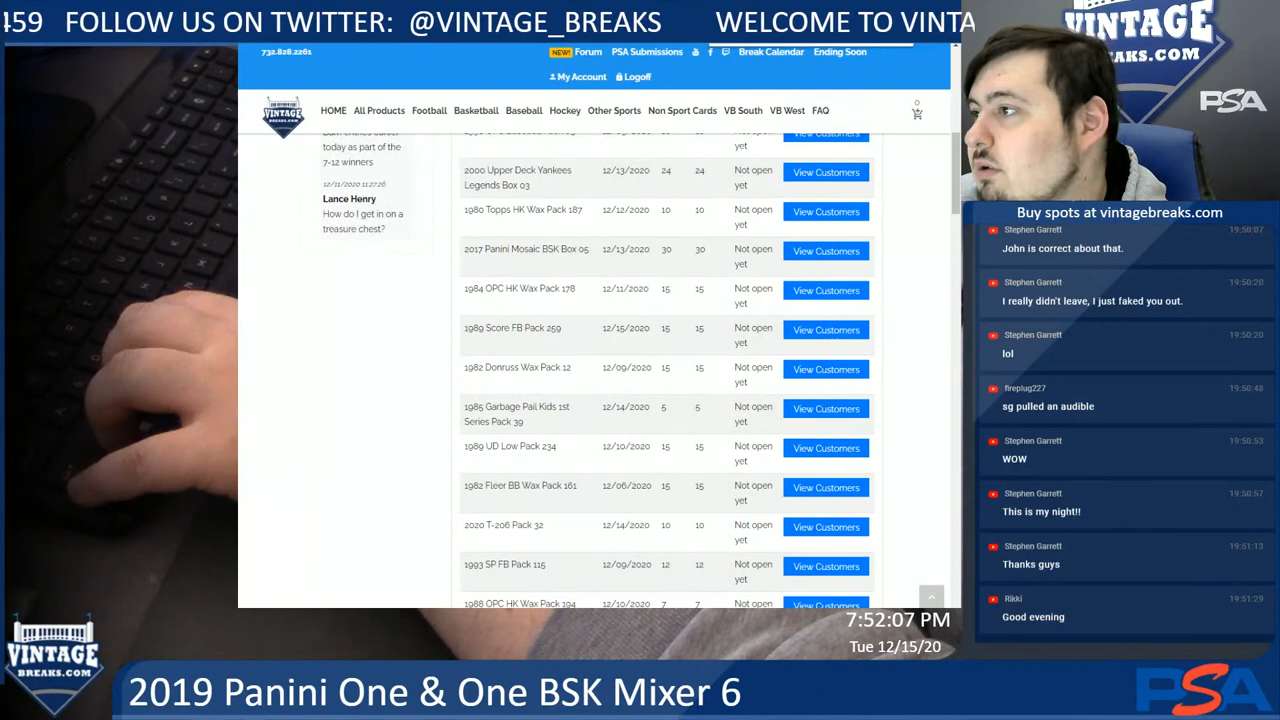 459 FOLLOW US ON TWITTER: @VINTAGE_BREAKS WELCOME TO VINTA
VINTAGE
BREAKS.COM
PSA
732.828.2261
NEW! Forum PSA Submissions Break Calendar Ending Soon
My Account Logoff
VINTAGE
BREAKS.COM
HOME All Products Football Basketball Baseball Hockey Other Sports Non Sport Cards VB South VB West FAQ
0
today as part of the
7-12 winners
12/11/2020 11:27:26
Lance Henry
How do I get in on a
treasure chest?
yet View Customers
2000 Upper Deck Yankees Legends Box 03 12/13/2020 24 24 Not open yet View Customers
1980 Topps HK Wax Pack 187 12/12/2020 10 10 Not open yet View Customers
2017 Panini Mosaic BSK Box 05 12/13/2020 30 30 Not open yet View Customers
1984 OPC HK Wax Pack 178 12/11/2020 15 15 Not open yet View Customers
1989 Score FB Pack 259 12/15/2020 15 15 Not open yet View Customers
1982 Donruss Wax Pack 12 12/09/2020 15 15 Not open yet View Customers
1985 Garbage Pail Kids 1st Series Pack 39 12/14/2020 5 5 Not open yet View Customers
1989 UD Low Pack 234 12/10/2020 15 15 Not open yet View Customers
1982 Fleer BB Wax Pack 161 12/06/2020 15 15 Not open yet View Customers
2020 T-206 Pack 32 12/14/2020 10 10 Not open yet View Customers
1993 SP FB Pack 115 12/09/2020 12 12 Not open yet View Customers
1988 OPC HK Wax Pack 194 12/10/2020 7 7 Not open View Customers
Buy spots at vintagebreaks.com
Stephen Garrett 19:50:07
John is correct about that.
Stephen Garrett 19:50:20
I really didn't leave, I just faked you out.
Stephen Garrett 19:50:20
lol
fireplug227 19:50:48
sg pulled an audible
Stephen Garrett 19:50:53
WOW
Stephen Garrett 19:50:57
This is my night!!
Stephen Garrett 19:51:13
Thanks guys
Rikki 19:51:29
Good evening
7:52:07 PM
Tue 12/15/20
VINTAGE
BREAKS.COM
2019 Panini One & One BSK Mixer 6
PSA